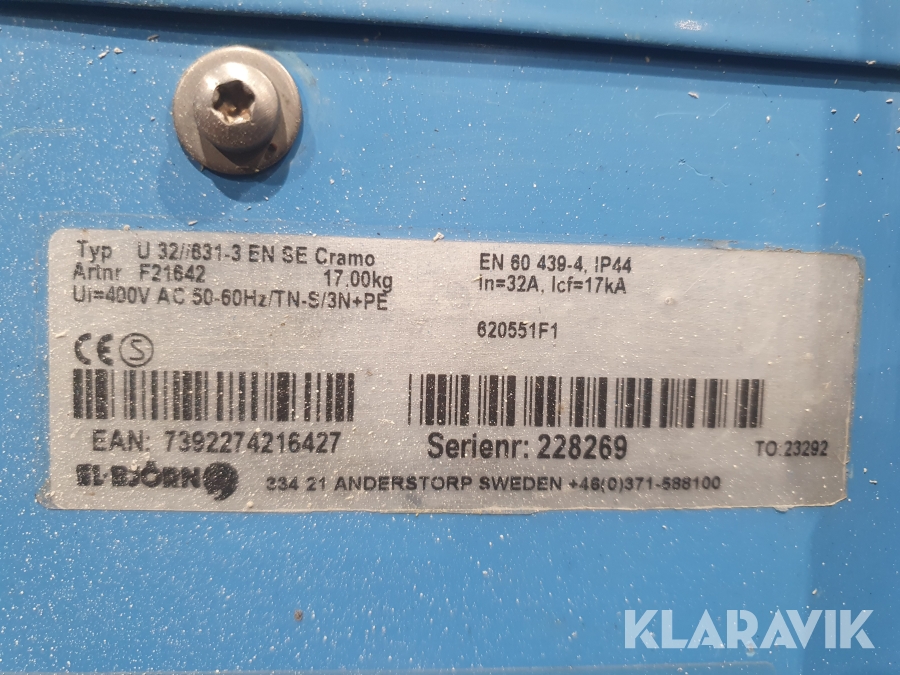 Typ U 32//631-3 EN SE Cramo
Artnr F21642 17.00kg
Ui=400V AC 50-60Hz/TN-S/3N+PE
EN 60 439-4, IP44
In=32A, Icf=17kA
620551F1
CE S
EAN: 7392274216427
Serienr: 228269
TO:23292
EL-BJÖRN
334 21 ANDERSTORP SWEDEN +46(0)371-588100
KLARAVIK